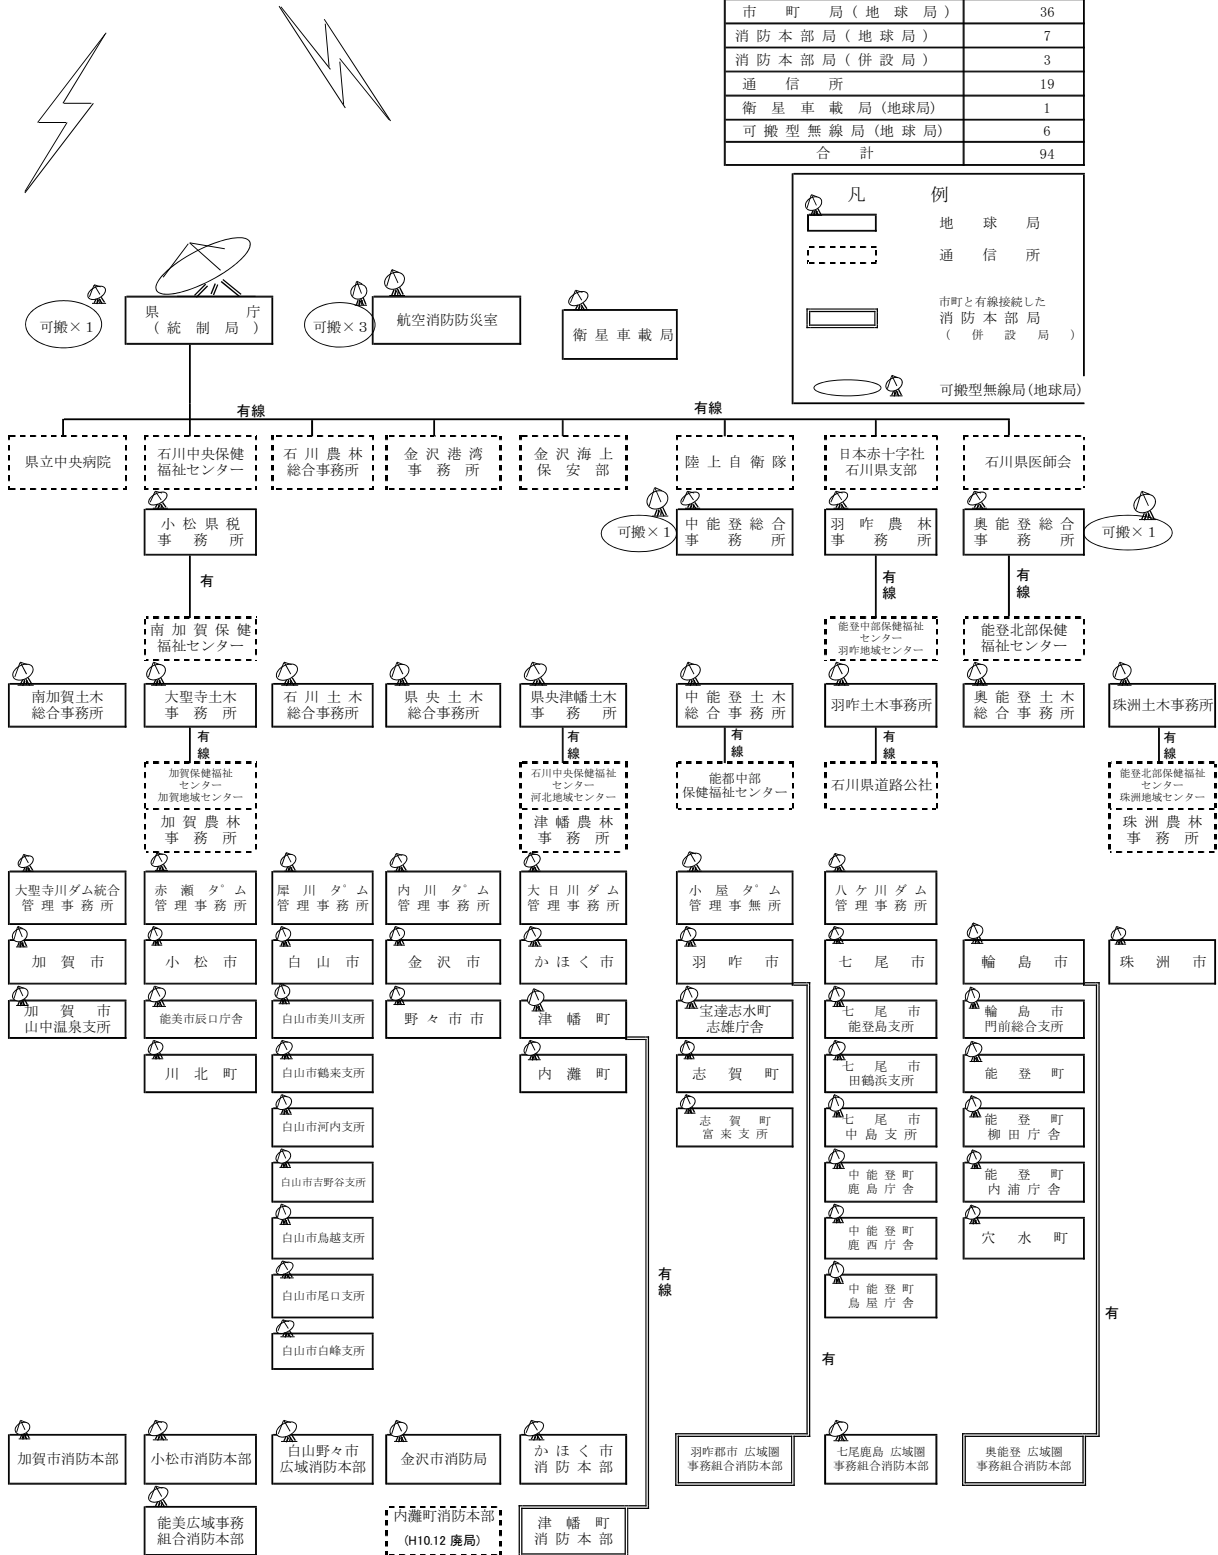 市町局(地球局) 36
消防本部局(地球局) 7
消防本部局(併設局) 3
通信所 19
衛星車載局(地球局) 1
可搬型無線局(地球局) 6
合計 94
凡例
地球局
通信所
市町と有線接続した
消防本部局
(併設局)
可搬型無線局(地球局)
可搬×1
県庁
(統制局)
可搬×3
航空消防防災室
衛星車載局
有線
有線
県立中央病院
石川中央保健
福祉センター
石川農林
総合事務所
金沢港湾
事務所
金沢海上
保安部
陸上自衛隊
日本赤十字社
石川県支部
石川県医師会
小松県税
事務所
可搬×1
中能登総合
事務所
羽咋農林
事務所
奥能登総合
事務所
可搬×1
有
有
線
有
線
南加賀保健
福祉センター
能登中部保健福祉
センター
羽咋地域センター
能登北部保健
福祉センター
南加賀土木
総合事務所
大聖寺土木
事務所
石川土木
総合事務所
県央土木
総合事務所
県央津幡土木
事務所
中能登土木
総合事務所
羽咋土木事務所
奥能登土木
総合事務所
珠洲土木事務所
有
線
有
線
有
線
有
線
有
線
加賀保健福祉
センター
加賀地域センター
加賀農林
事務所
石川中央保健福祉
センター
河北地域センター
津幡農林
事務所
能都中部
保健福祉センター
石川県道路公社
能登北部保健福祉
センター
珠洲地域センター
珠洲農林
事務所
大聖寺川ダム統合
管理事務所
赤瀬ダム
管理事務所
犀川ダム
管理事務所
内川ダム
管理事務所
大日川ダム
管理事務所
小屋ダム
管理事無所
八ケ川ダム
管理事務所
加賀市
小松市
白山市
金沢市
かほく市
羽咋市
七尾市
輪島市
珠洲市
加賀市
山中温泉支所
能美市辰口庁舎
白山市美川支所
野々市市
津幡町
宝達志水町
志雄庁舎
七尾市
能登島支所
輪島市
門前総合支所
川北町
白山市鶴来支所
内灘町
志賀町
七尾市
田鶴浜支所
能登町
白山市河内支所
志賀町
富来支所
七尾市
中島支所
能登町
柳田庁舎
白山市吉野谷支所
中能登町
鹿島庁舎
能登町
内浦庁舎
白山市鳥越支所
中能登町
鹿西庁舎
穴水町
白山市尾口支所
有
線
中能登町
鳥屋庁舎
有
白山市白峰支所
有
加賀市消防本部
小松市消防本部
白山野々市
広域消防本部
金沢市消防局
かほく市
消防本部
羽咋郡市 広域圏
事務組合消防本部
七尾鹿島 広域圏
事務組合消防本部
奥能登 広域圏
事務組合消防本部
能美広域事務
組合消防本部
内灘町消防本部
(H10.12 廃局)
津幡町
消防本部